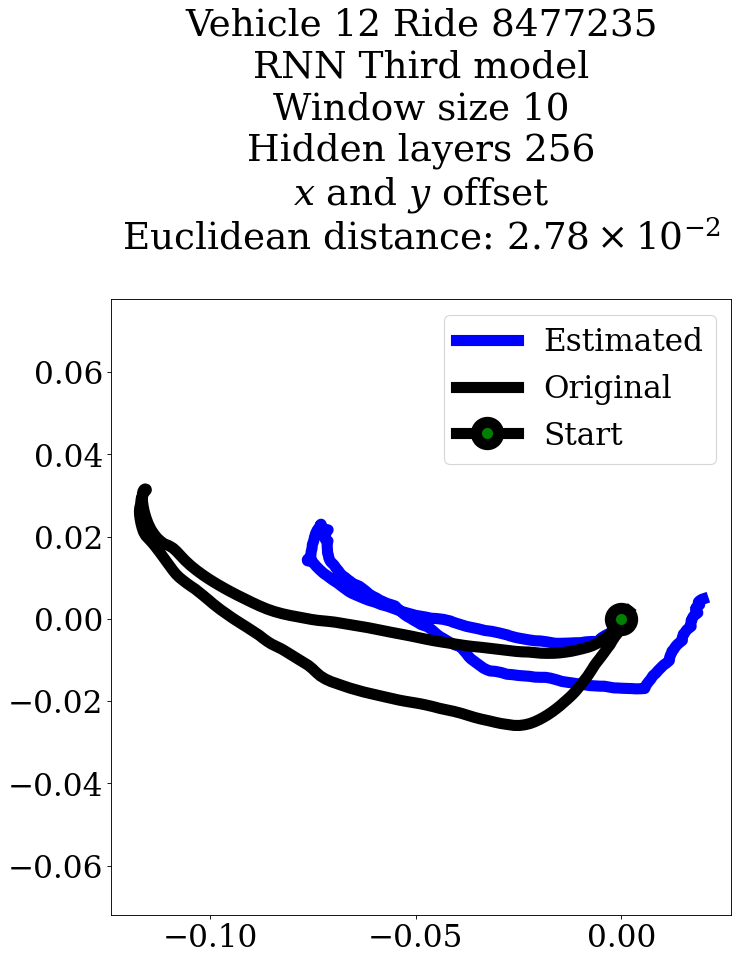 Vehicle 12 Ride 8477235
RNN Third model
Window size 10
Hidden layers 256
x and y offset
Euclidean distance: 2.78 × 10⁻²
Estimated
Original
Start
0.06
0.04
0.02
0.00
−0.02
−0.04
−0.06
−0.10
−0.05
0.00